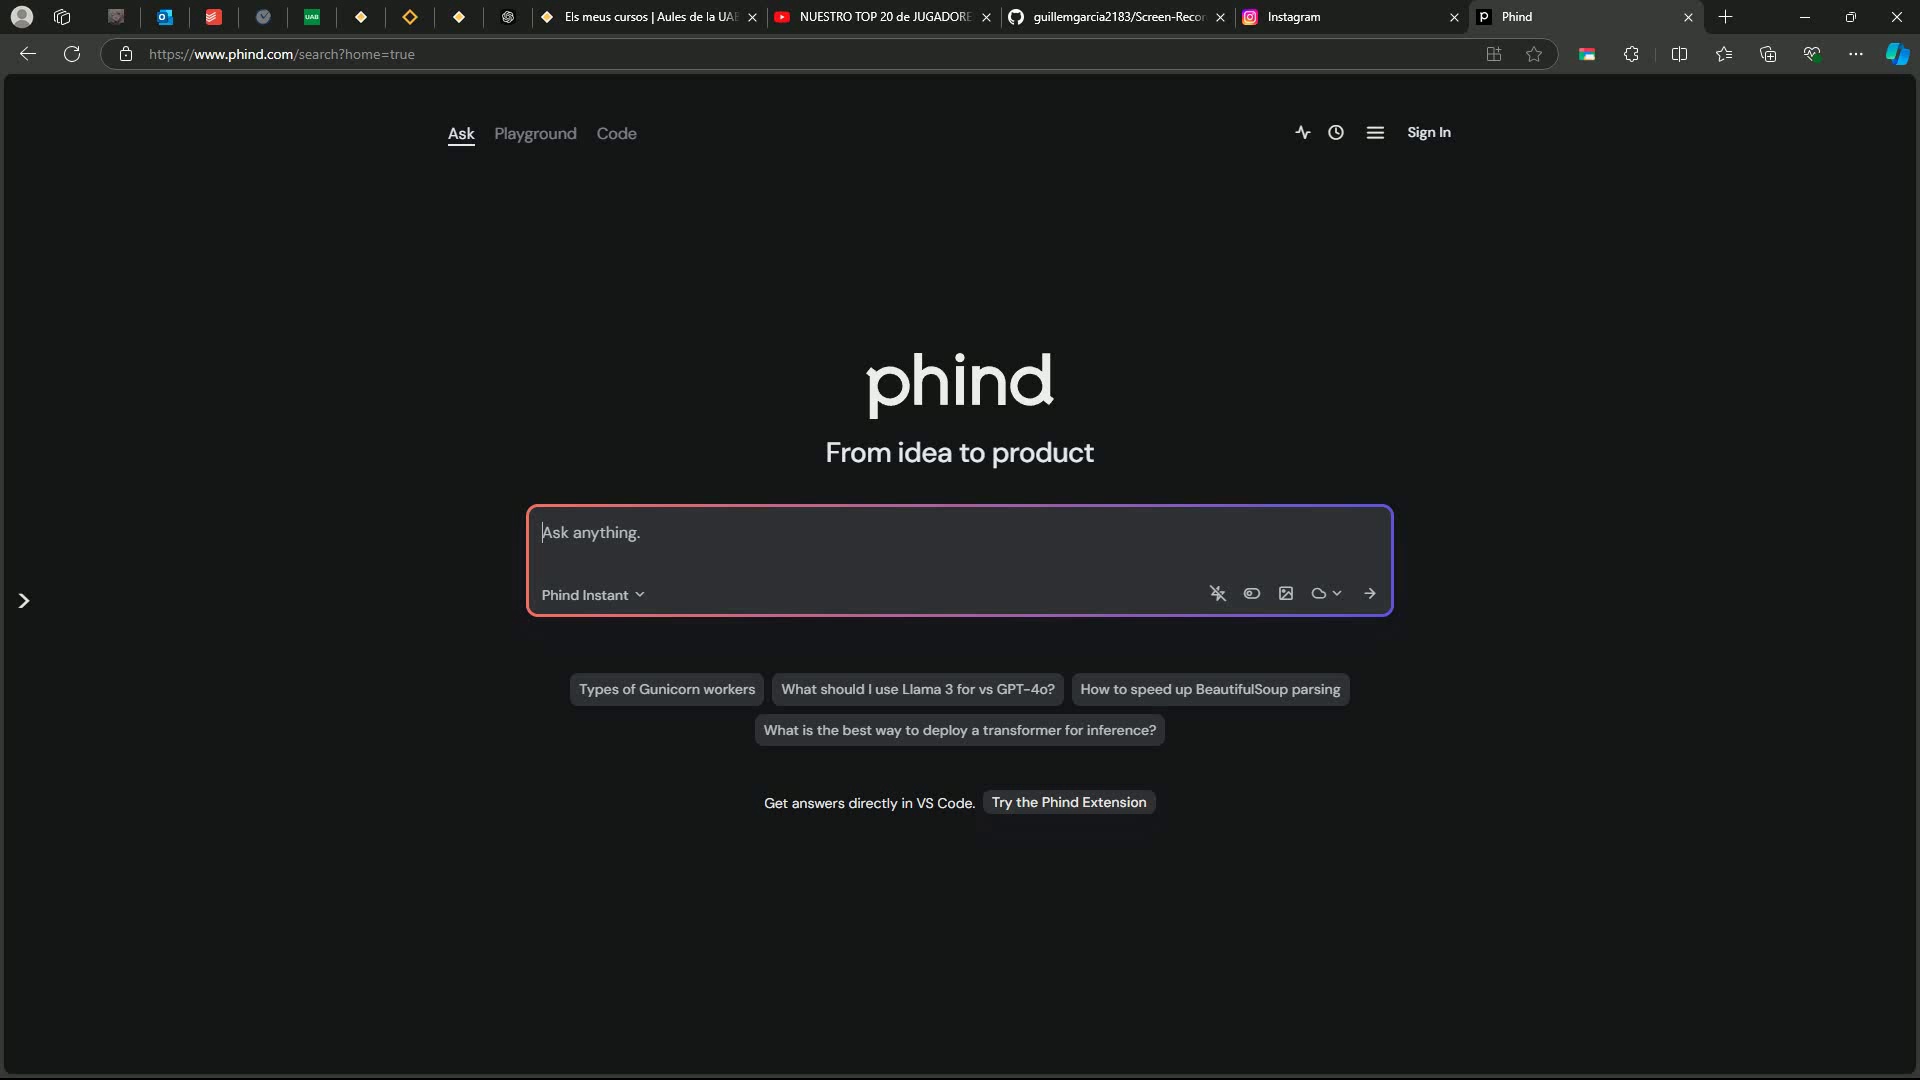 UAB
Els meus cursos | Aules de la UAB
NUESTRO TOP 20 de JUGADORE
guillemgarcia2183/Screen-Recor
Instagram
Phind
https://www.phind.com/search?home=true
Ask Playground Code
Sign In
phind
From idea to product
Ask anything.
Phind Instant
Types of Gunicorn workers
What should I use Llama 3 for vs GPT-4o?
How to speed up BeautifulSoup parsing
What is the best way to deploy a transformer for inference?
Get answers directly in VS Code. Try the Phind Extension